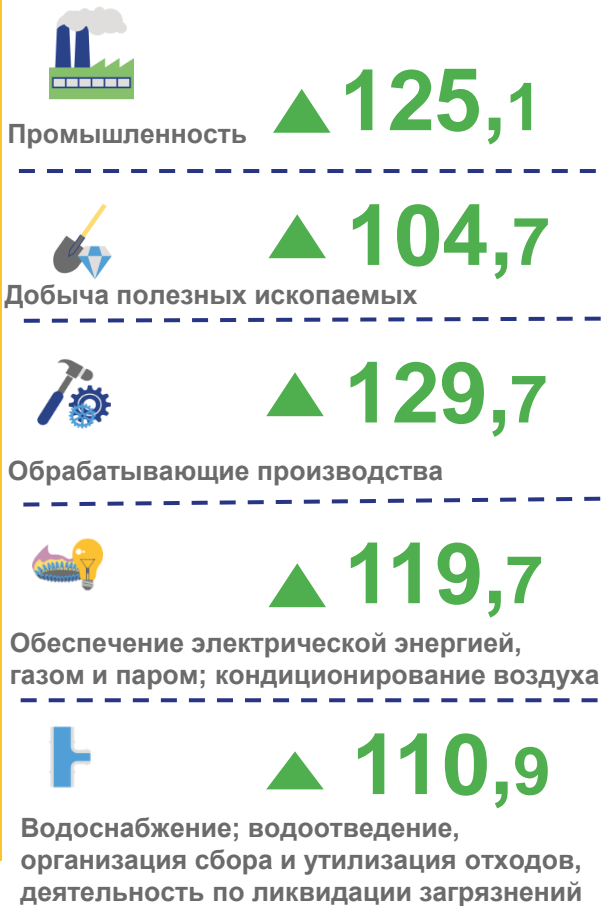 125,1
Промышленность
104,7
Добыча полезных ископаемых
129,7
Обрабатывающие производства
119,7
Обеспечение электрической энергией,
газом и паром; кондиционирование воздуха
110,9
Водоснабжение; водоотведение,
организация сбора и утилизация отходов,
деятельность по ликвидации загрязнений